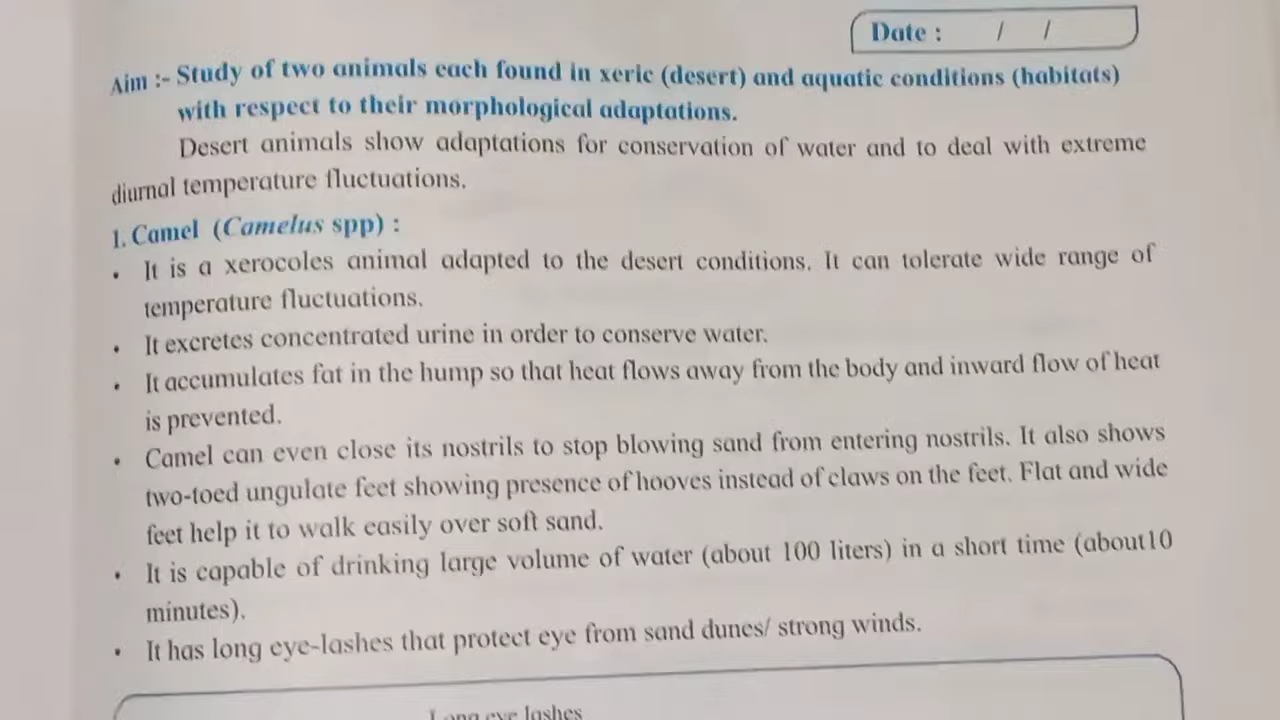 Date : / /
Aim :- Study of two animals each found in xeric (desert) and aquatic conditions (habitats)
with respect to their morphological adaptations.
Desert animals show adaptations for conservation of water and to deal with extreme
diurnal temperature fluctuations.
1. Camel (Camelus spp) :
• It is a xerocoles animal adapted to the desert conditions. It can tolerate wide range of
temperature fluctuations.
• It excretes concentrated urine in order to conserve water.
• It accumulates fat in the hump so that heat flows away from the body and inward flow of heat
is prevented.
• Camel can even close its nostrils to stop blowing sand from entering nostrils. It also shows
two-toed ungulate feet showing presence of hooves instead of claws on the feet. Flat and wide
feet help it to walk easily over soft sand.
• It is capable of drinking large volume of water (about 100 liters) in a short time (about10
minutes).
• It has long eye-lashes that protect eye from sand dunes/ strong winds.
Long eye lashes